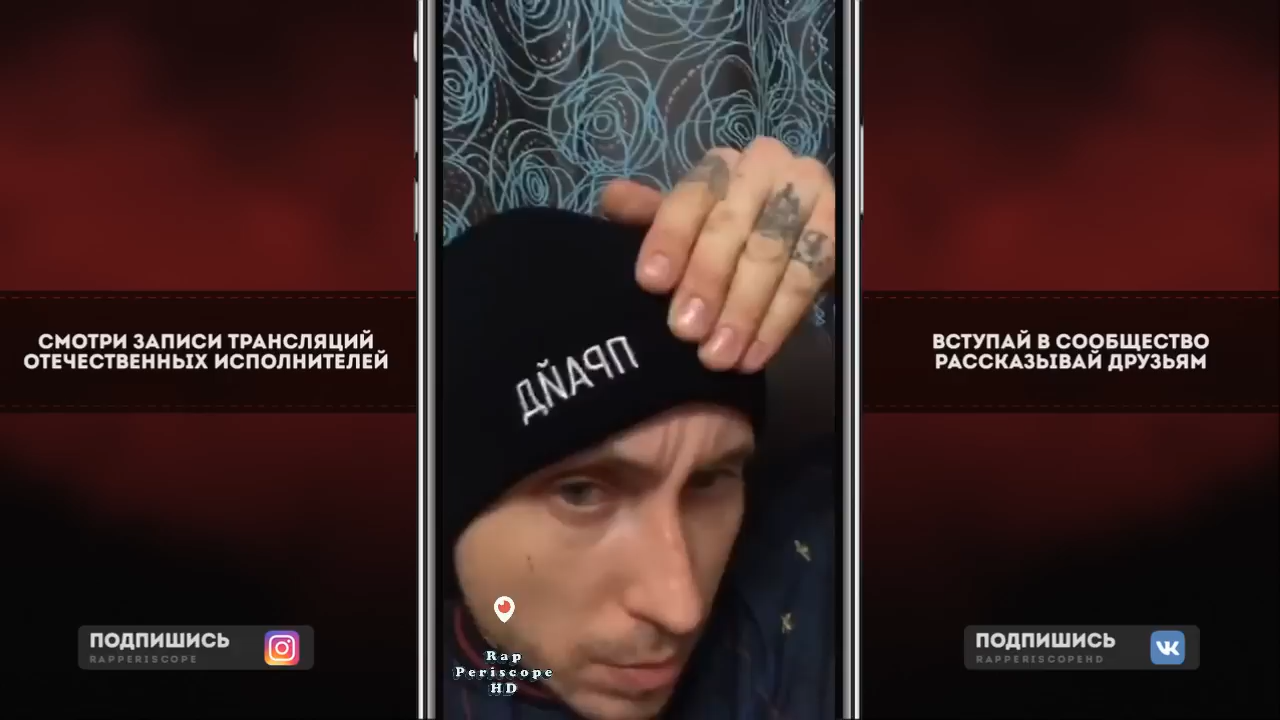 СМОТРИ ЗАПИСИ ТРАНСЛЯЦИЙ
ОТЕЧЕСТВЕННЫХ ИСПОЛНИТЕЛЕЙ
ПОДПИШИСЬ
RAPPERISCOPE
ПРАЙД
Rap
Periscope
HD
ВСТУПАЙ В СООБЩЕСТВО
РАССКАЗЫВАЙ ДРУЗЬЯМ
ПОДПИШИСЬ
RAPPERISCOPEHD